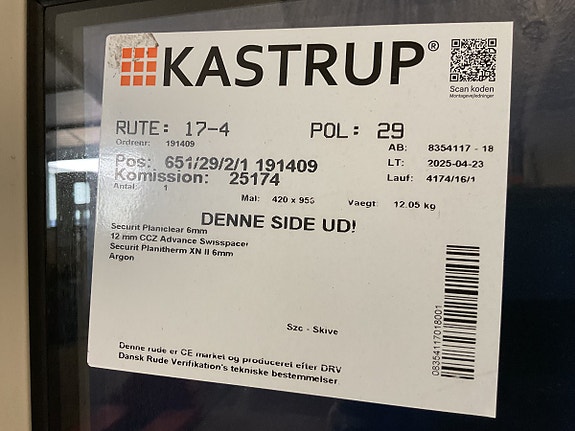 KASTRUP®
Scan koden
Montagevejledninger
RUTE: 17-4 POL: 29
Ordrenr: 191409 AB: 8354117 - 18
Pos: 651/29/2/1 191409 LT: 2025-04-23
Komission: 25174 Lauf: 4174/16/1
Antal: 1 Mål: 420 x 955 Vaegt: 12.05 kg
DENNE SIDE UD!
Securit Planiclear 6mm
12 mm CCZ Advance Swisspacer
Securit Planitherm XN II 6mm
Argon
Szc - Skive
08354117018001
Denne rude er CE market og produceret efter DRV
Dansk Rude Verifikation's tekniske bestemmelser